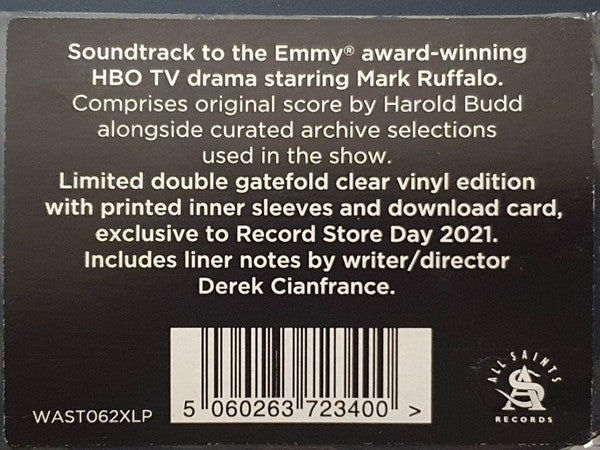 Soundtrack to the Emmy® award-winning
HBO TV drama starring Mark Ruffalo.
Comprises original score by Harold Budd
alongside curated archive selections
used in the show.
Limited double gatefold clear vinyl edition
with printed inner sleeves and download card,
exclusive to Record Store Day 2021.
Includes liner notes by writer/director
Derek Cianfrance.
WAST062XLP
5 060263 723400 >
ALL SAINTS
AS
RECORDS